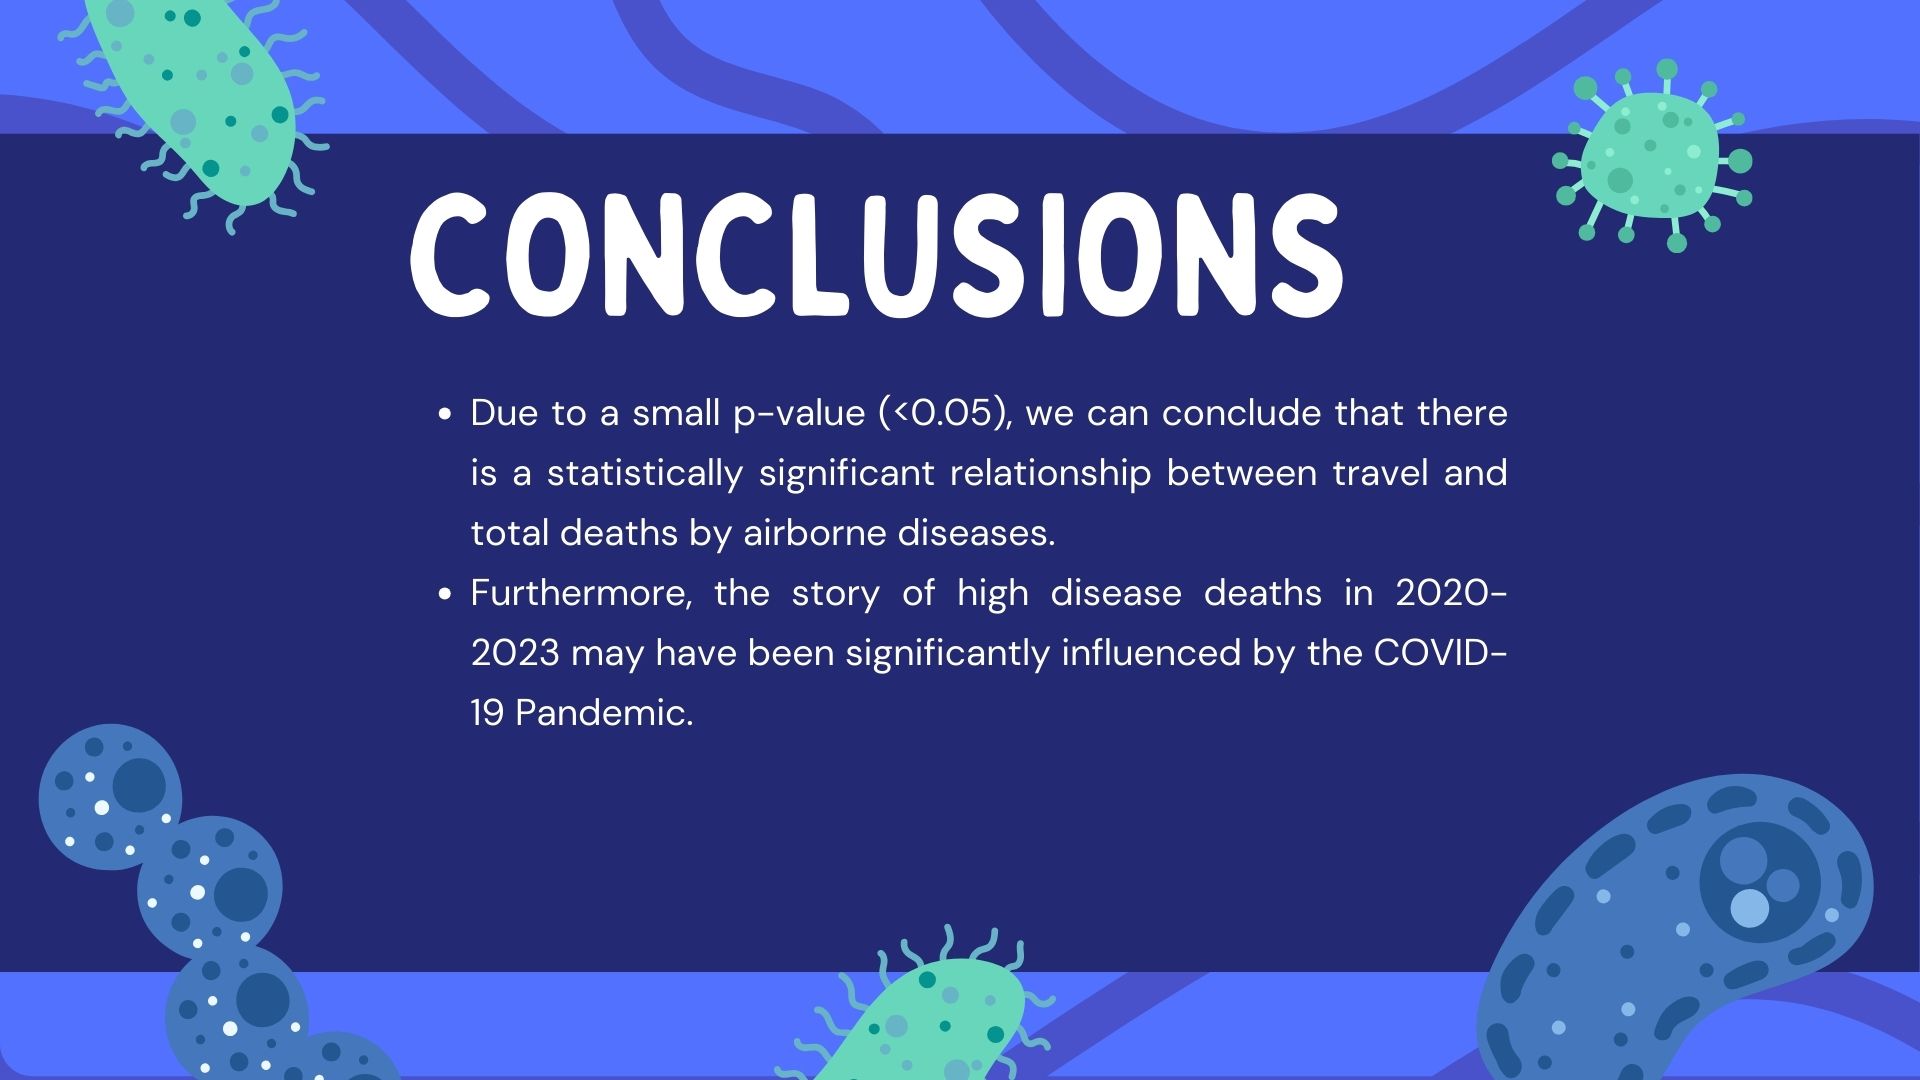 CONCLUSIONS
• Due to a small p-value (<0.05), we can conclude that there
is a statistically significant relationship between travel and
total deaths by airborne diseases.
• Furthermore, the story of high disease deaths in 2020-
2023 may have been significantly influenced by the COVID-
19 Pandemic.